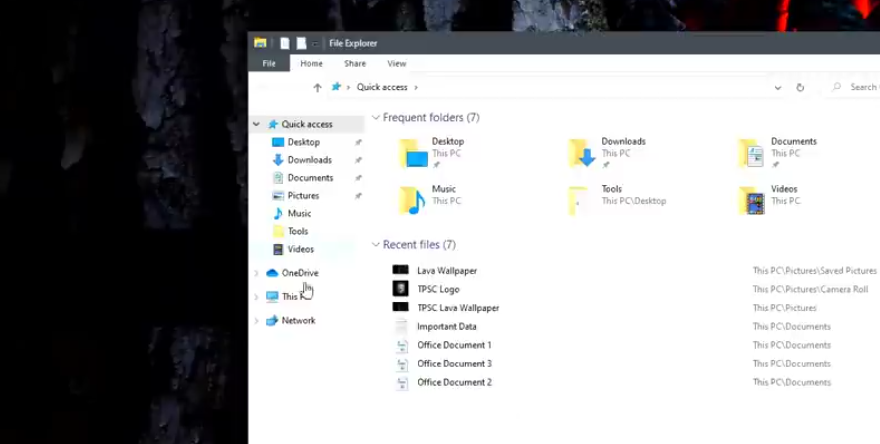 File Explorer
File Home Share View
Quick access
Search
Quick access
Desktop
Downloads
Documents
Pictures
Music
Tools
Videos
OneDrive
This
Network
Frequent folders (7)
Desktop
This PC
Downloads
This PC
Documents
This PC
Music
This PC
Tools
This PC\Desktop
Videos
This PC
Recent files (7)
Lava Wallpaper This PC\Pictures\Saved Pictures
TPSC Logo This PC\Pictures\Camera Roll
TPSC Lava Wallpaper This PC\Pictures
Important Data This PC\Documents
Office Document 1 This PC\Documents
Office Document 3 This PC\Documents
Office Document 2 This PC\Documents